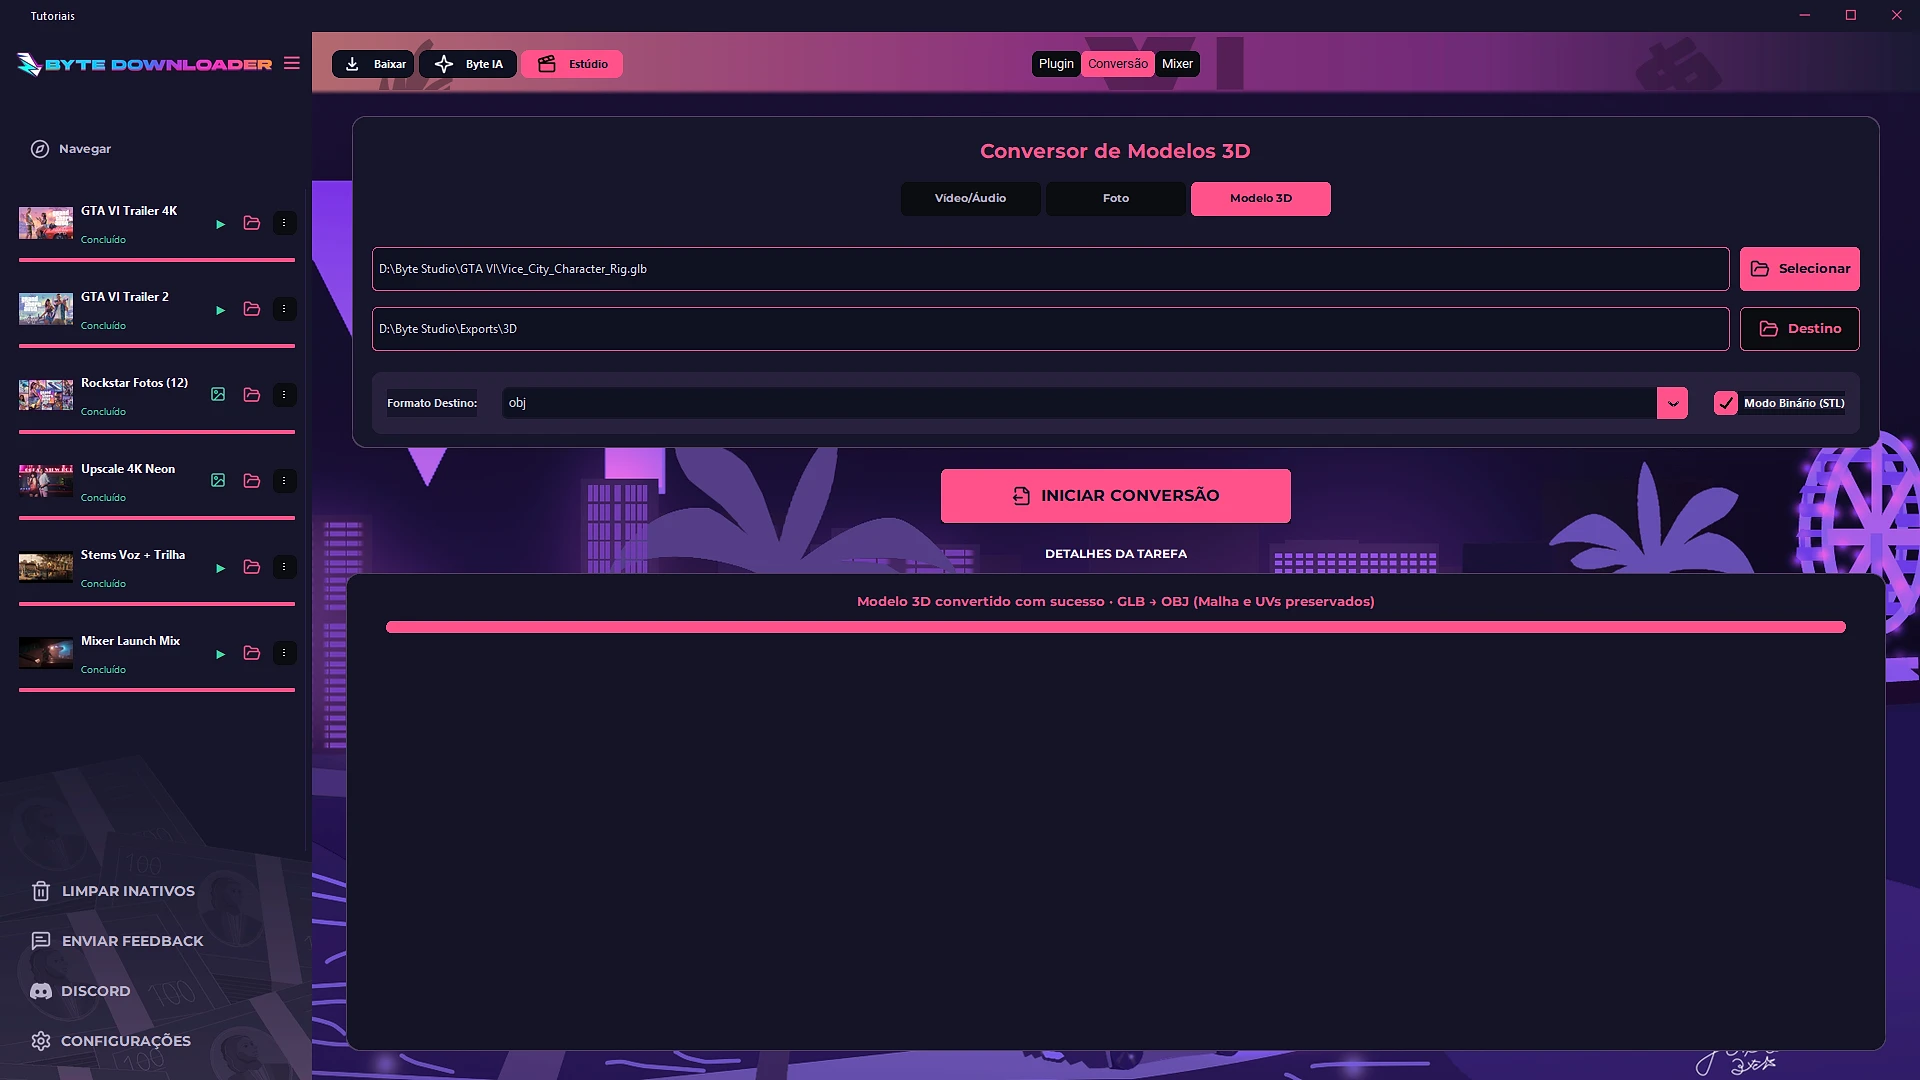 Tutoriais
BYTE DOWNLOADER
Baixar
Byte IA
Estúdio
Plugin
Conversão
Mixer
Navegar
GTA VI Trailer 4K
Concluído
GTA VI Trailer 2
Concluído
Rockstar Fotos (12)
Concluído
Upscale 4K Neon
Concluído
Stems Voz + Trilha
Concluído
Mixer Launch Mix
Concluído
LIMPAR INATIVOS
ENVIAR FEEDBACK
DISCORD
CONFIGURAÇÕES
Conversor de Modelos 3D
Vídeo/Áudio
Foto
Modelo 3D
D:\Byte Studio\GTA VI\Vice_City_Character_Rig.glb
Selecionar
D:\Byte Studio\Exports\3D
Destino
Formato Destino:
obj
Modo Binário (STL)
INICIAR CONVERSÃO
DETALHES DA TAREFA
Modelo 3D convertido com sucesso · GLB → OBJ (Malha e UVs preservados)
100
100
100